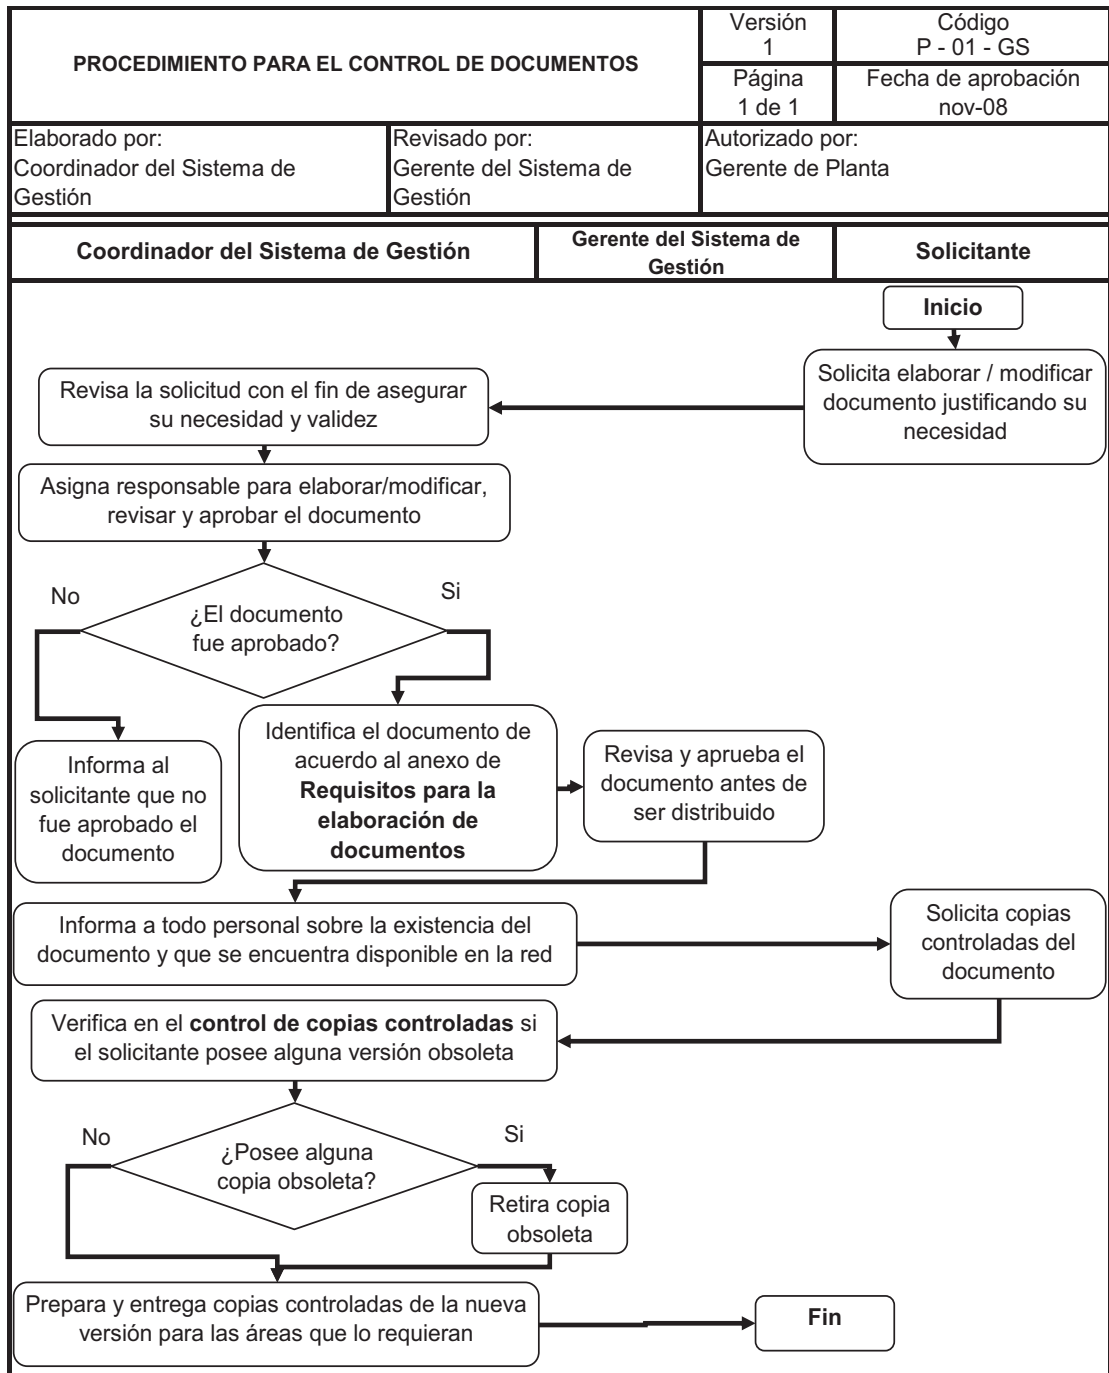 PROCEDIMIENTO PARA EL CONTROL DE DOCUMENTOS
Versión
1
Código
P - 01 - GS
Página
1 de 1
Fecha de aprobación
nov-08
Elaborado por:
Coordinador del Sistema de
Gestión
Revisado por:
Gerente del Sistema de
Gestión
Autorizado por:
Gerente de Planta
Coordinador del Sistema de Gestión
Gerente del Sistema de
Gestión
Solicitante
Inicio
Solicita elaborar / modificar
documento justificando su
necesidad
Revisa la solicitud con el fin de asegurar
su necesidad y validez
Asigna responsable para elaborar/modificar,
revisar y aprobar el documento
¿El documento
fue aprobado?
No
Si
Informa al
solicitante que no
fue aprobado el
documento
Identifica el documento de
acuerdo al anexo de
Requisitos para la
elaboración de
documentos
Revisa y aprueba el
documento antes de
ser distribuido
Informa a todo personal sobre la existencia del
documento y que se encuentra disponible en la red
Solicita copias
controladas del
documento
Verifica en el control de copias controladas si
el solicitante posee alguna versión obsoleta
¿Posee alguna
copia obsoleta?
No
Si
Retira copia
obsoleta
Prepara y entrega copias controladas de la nueva
versión para las áreas que lo requieran
Fin